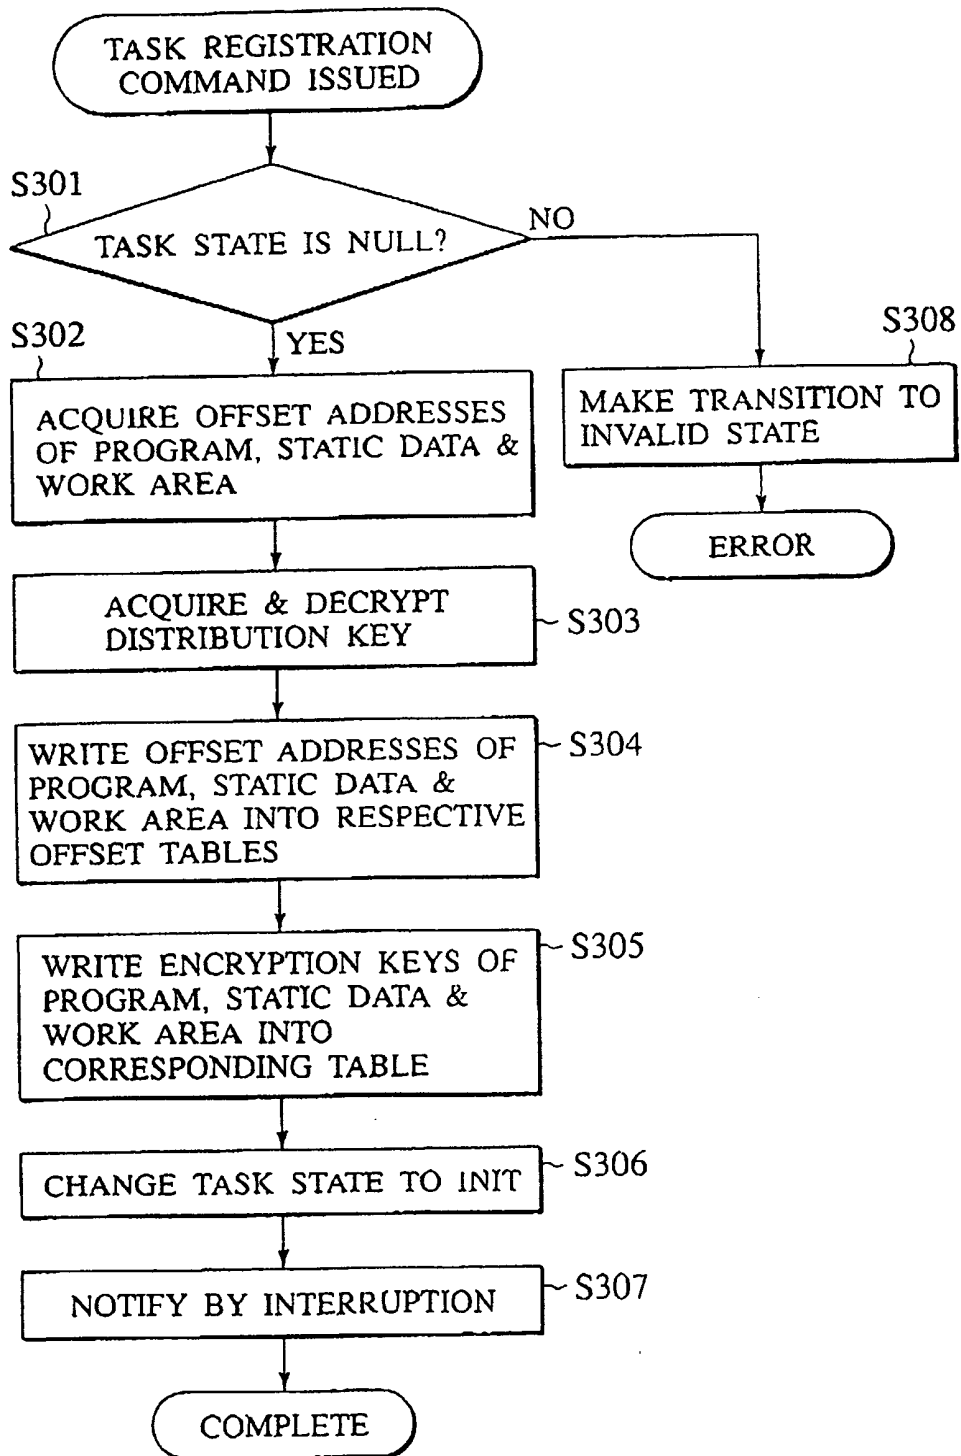 TASK REGISTRATION
COMMAND ISSUED
S301
TASK STATE IS NULL?
NO
YES
S302
ACQUIRE OFFSET ADDRESSES
OF PROGRAM, STATIC DATA &
WORK AREA
S308
MAKE TRANSITION TO
INVALID STATE
ERROR
ACQUIRE & DECRYPT
DISTRIBUTION KEY
S303
WRITE OFFSET ADDRESSES OF
PROGRAM, STATIC DATA &
WORK AREA INTO RESPECTIVE
OFFSET TABLES
S304
WRITE ENCRYPTION KEYS OF
PROGRAM, STATIC DATA &
WORK AREA INTO
CORRESPONDING TABLE
S305
CHANGE TASK STATE TO INIT
S306
NOTIFY BY INTERRUPTION
S307
COMPLETE